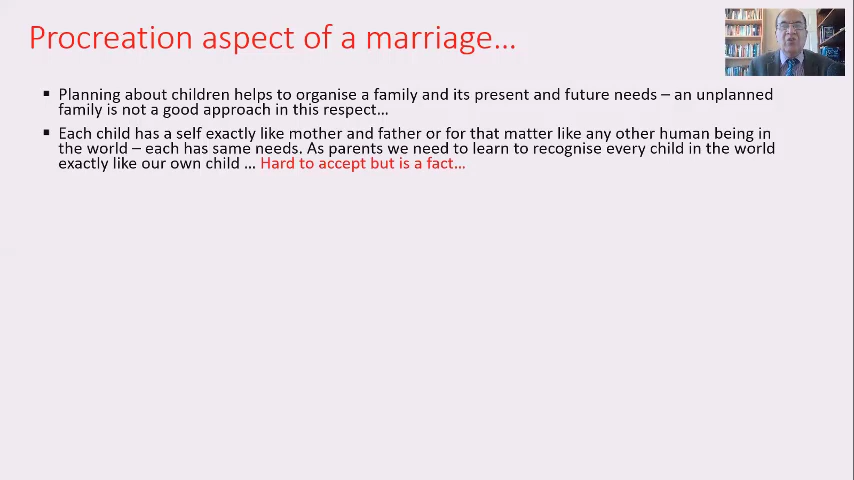 Procreation aspect of a marriage...
▪ Planning about children helps to organise a family and its present and future needs – an unplanned
family is not a good approach in this respect...
▪ Each child has a self exactly like mother and father or for that matter like any other human being in
the world – each has same needs. As parents we need to learn to recognise every child in the world
exactly like our own child ... Hard to accept but is a fact...